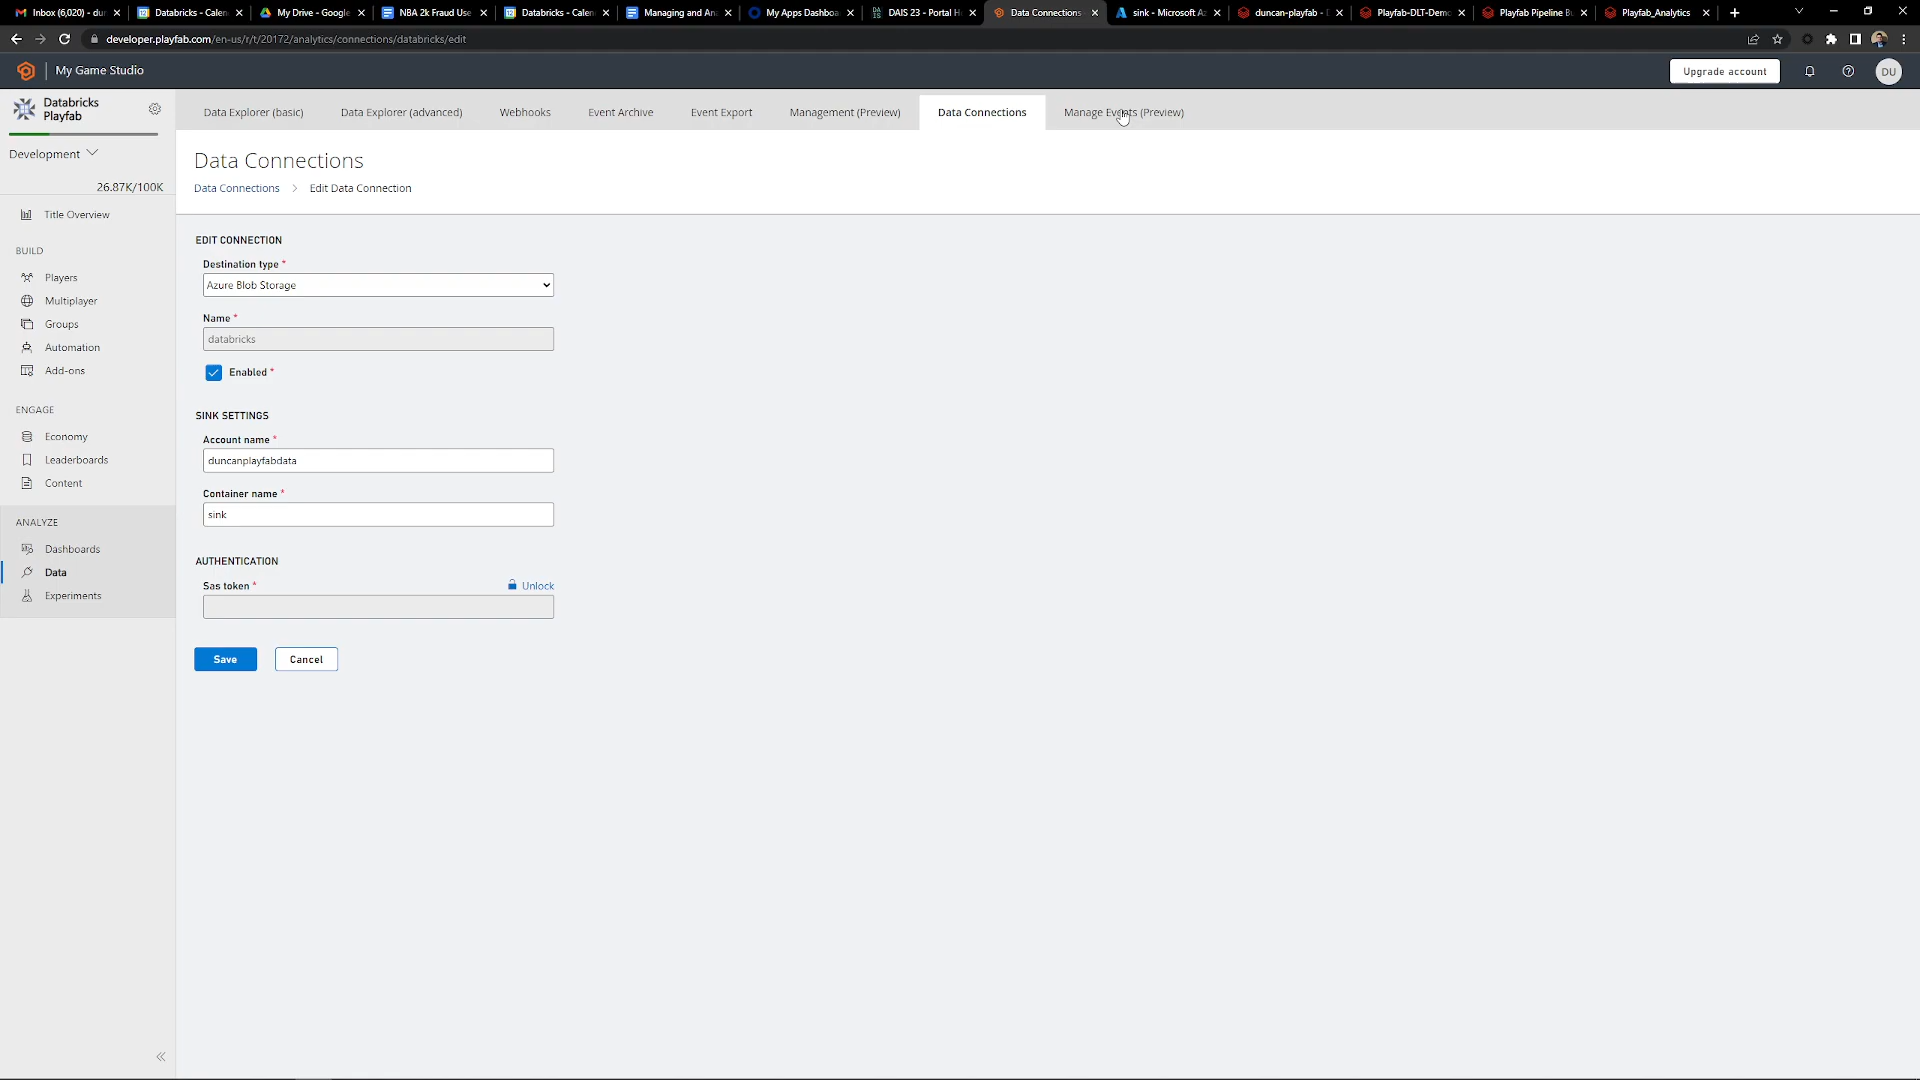 Inbox (6,020) - du
Databricks - Calen
My Drive - Google
NBA 2k Fraud Use
Databricks - Calen
Managing and An
My Apps Dashboa
DAIS 23 - Portal H
Data Connections
sink - Microsoft Az
duncan-playfab - D
Playfab-DLT-Demo
Playfab Pipeline Bu
Playfab_Analytics
developer.playfab.com/en-us/r/t/20172/analytics/connections/databricks/edit
My Game Studio
Upgrade account
DU
Databricks
Playfab
Data Explorer (basic)
Data Explorer (advanced)
Webhooks
Event Archive
Event Export
Management (Preview)
Data Connections
Manage Events (Preview)
Development
26.87K/100K
Title Overview
BUILD
Players
Multiplayer
Groups
Automation
Add-ons
ENGAGE
Economy
Leaderboards
Content
ANALYZE
Dashboards
Data
Experiments
Data Connections
Data Connections > Edit Data Connection
EDIT CONNECTION
Destination type *
Azure Blob Storage
Name *
databricks
Enabled *
SINK SETTINGS
Account name *
duncanplayfabdata
Container name *
sink
AUTHENTICATION
Sas token *
Unlock
Save
Cancel